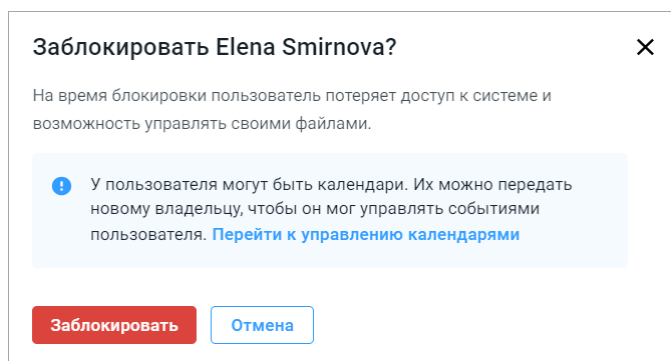 Заблокировать Elena Smirnova?
На время блокировки пользователь потеряет доступ к системе и
возможность управлять своими файлами.
У пользователя могут быть календари. Их можно передать
новому владельцу, чтобы он мог управлять событиями
пользователя. Перейти к управлению календарями
Заблокировать Отмена